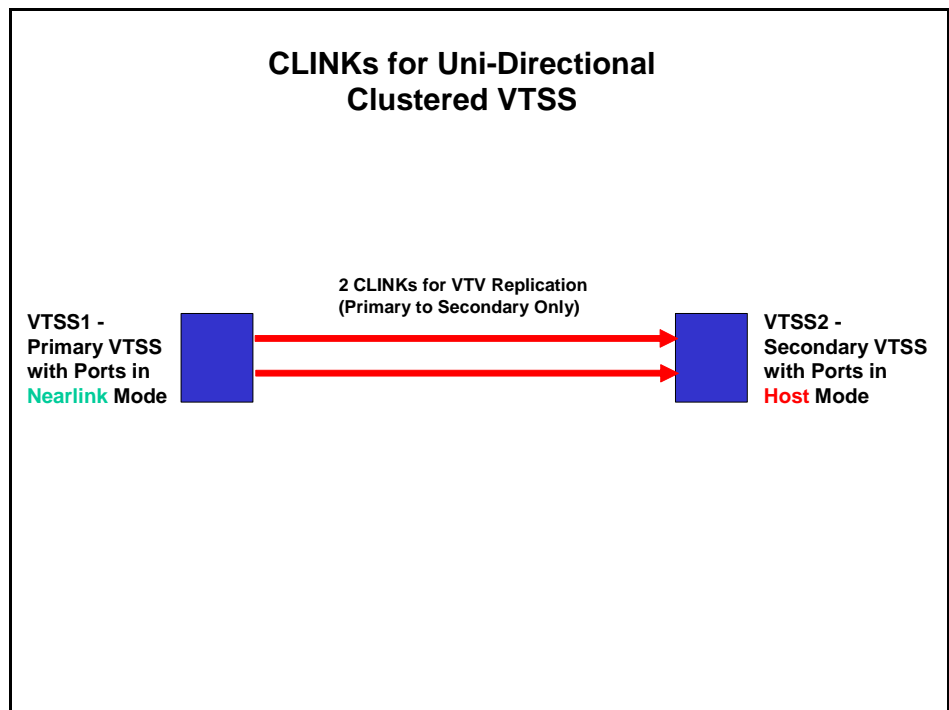 CLINKs for Uni-Directional
Clustered VTSS
2 CLINKs for VTV Replication
(Primary to Secondary Only)
VTSS1 -
Primary VTSS
with Ports in
Nearlink Mode
VTSS2 -
Secondary VTSS
with Ports in
Host Mode